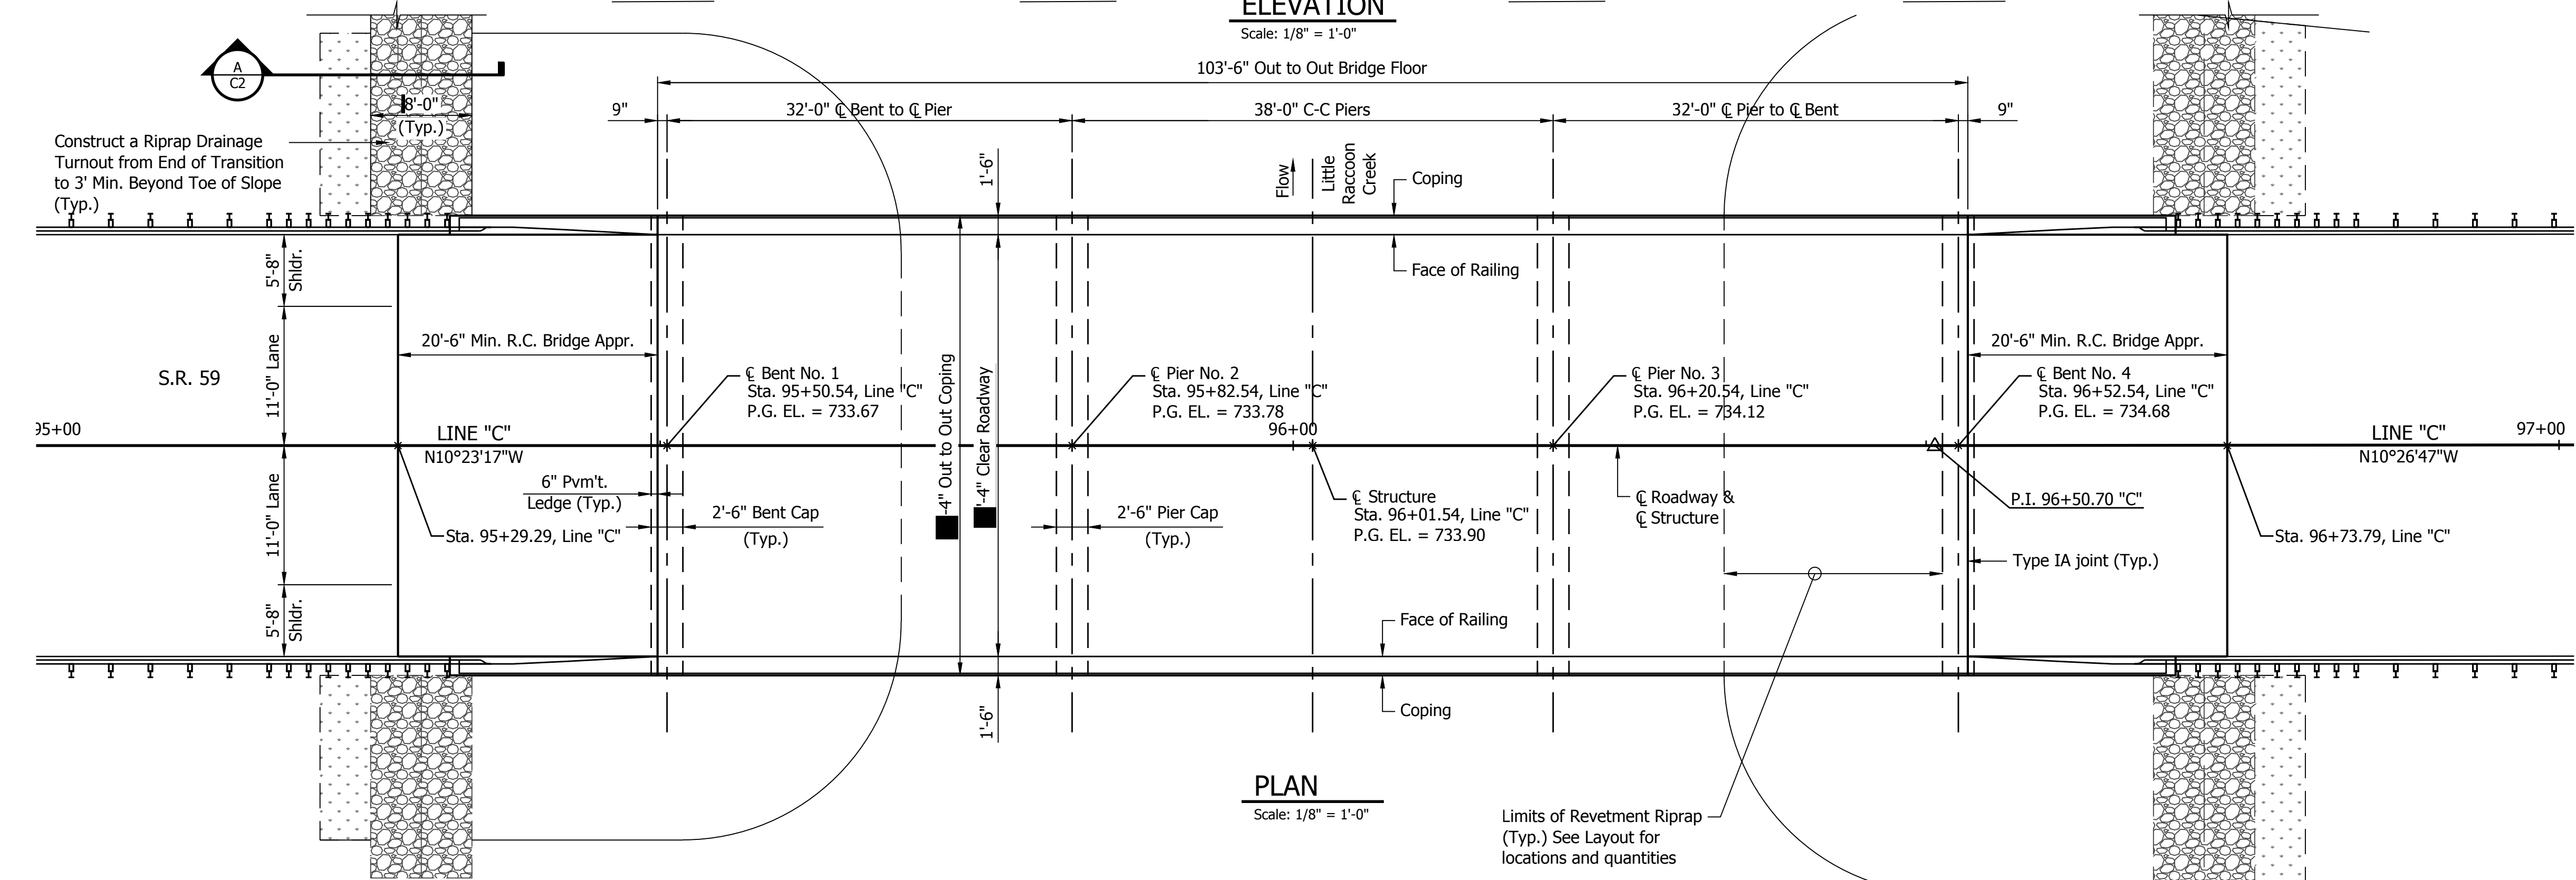 ELEVATION
Scale: 1/8" = 1'-0"
A
C2
103'-6" Out to Out Bridge Floor
9"
32'-0" ℄ Bent to ℄ Pier
38'-0" C-C Piers
32'-0" ℄ Pier to ℄ Bent
9"
8'-0"
(Typ.)
Construct a Riprap Drainage
Turnout from End of Transition
to 3' Min. Beyond Toe of Slope
(Typ.)
1'-6"
Flow
Little
Raccoon
Creek
Coping
Face of Railing
5'-8"
Shldr.
11'-0" Lane
20'-6" Min. R.C. Bridge Appr.
20'-6" Min. R.C. Bridge Appr.
S.R. 59
℄ Bent No. 1
Sta. 95+50.54, Line "C"
P.G. EL. = 733.67
℄ Pier No. 2
Sta. 95+82.54, Line "C"
P.G. EL. = 733.78
℄ Pier No. 3
Sta. 96+20.54, Line "C"
P.G. EL. = 734.12
℄ Bent No. 4
Sta. 96+52.54, Line "C"
P.G. EL. = 734.68
-4" Out to Out Coping
'-4" Clear Roadway
95+00
LINE "C"
N10°23'17"W
96+00
LINE "C"
N10°26'47"W
97+00
6" Pvm't.
Ledge (Typ.)
2'-6" Bent Cap
(Typ.)
2'-6" Pier Cap
(Typ.)
℄ Structure
Sta. 96+01.54, Line "C"
P.G. EL. = 733.90
℄ Roadway &
℄ Structure
P.I. 96+50.70 "C"
Sta. 95+29.29, Line "C"
Sta. 96+73.79, Line "C"
11'-0" Lane
Type IA joint (Typ.)
5'-8"
Shldr.
Face of Railing
1'-6"
Coping
PLAN
Scale: 1/8" = 1'-0"
Limits of Revetment Riprap
(Typ.) See Layout for
locations and quantities